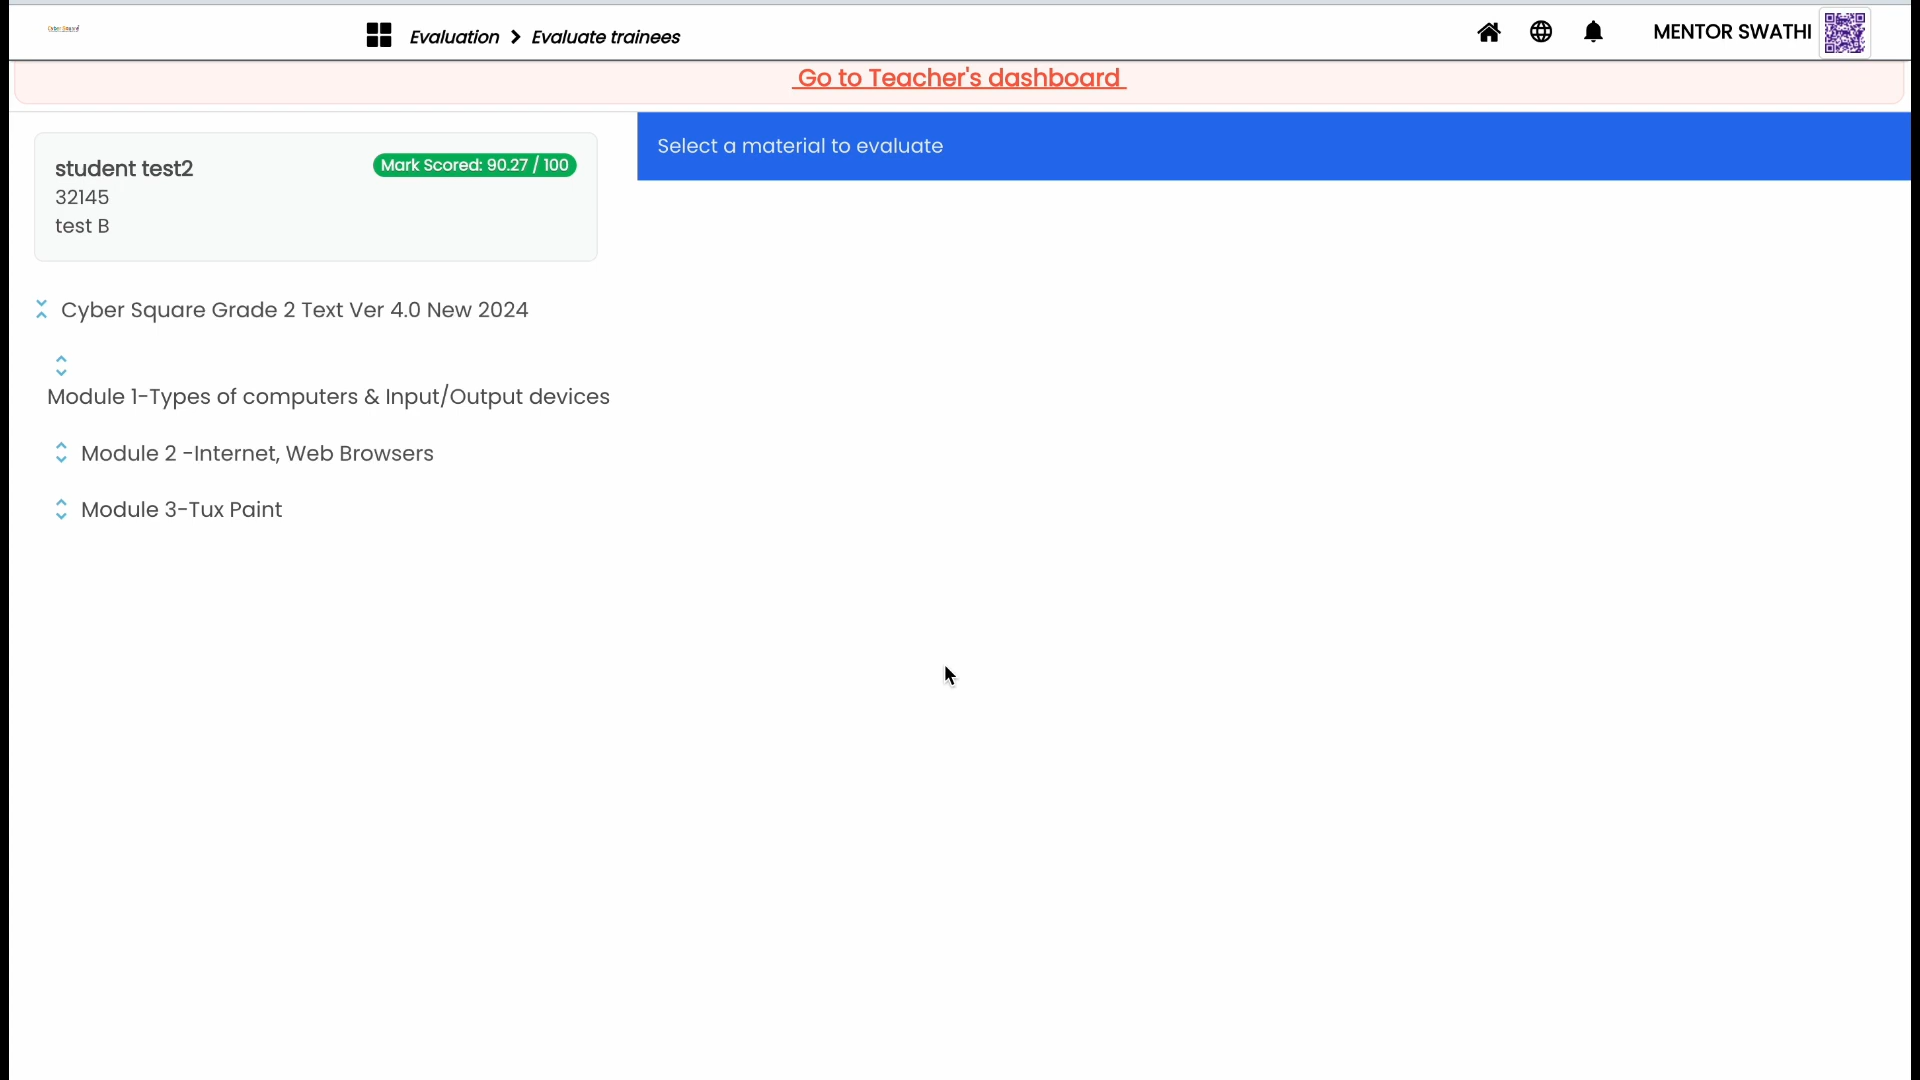 Cyber Square
Evaluation > Evaluate trainees
MENTOR SWATHI
Go to Teacher's dashboard
student test2
Mark Scored: 90.27 / 100
32145
test B
Select a material to evaluate
Cyber Square Grade 2 Text Ver 4.0 New 2024
Module 1-Types of computers & Input/Output devices
Module 2 -Internet, Web Browsers
Module 3-Tux Paint